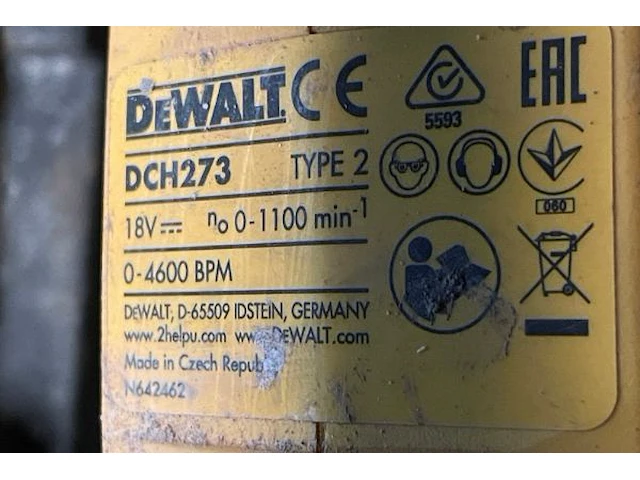 DEWALT CE
5593
EAC
DCH273 TYPE 2
18V n₀ 0-1100 min⁻¹
060
0-4600 BPM
DEWALT, D-65509 IDSTEIN, GERMANY
www.2helpu.com DEWALT.com
Made in Czech Repub
N642462